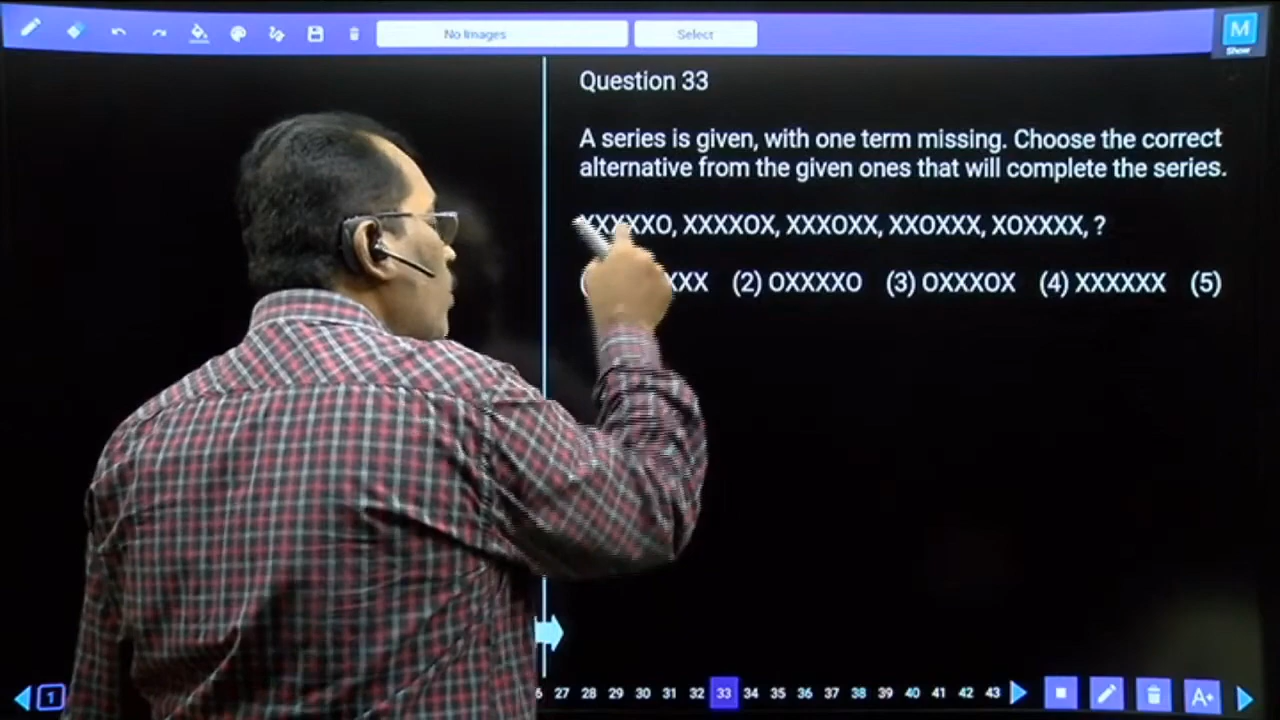 No Images
Select
M
Show
Question 33
A series is given, with one term missing. Choose the correct
alternative from the given ones that will complete the series.
XXXXXO, XXXXOX, XXXOXX, XXOXXX, XOXXXX, ?
XXX (2) OXXXXO (3) OXXXOX (4) XXXXXX (5)
1
27 28 29 30 31 32 33 34 35 36 37 38 39 40 41 42 43
A+